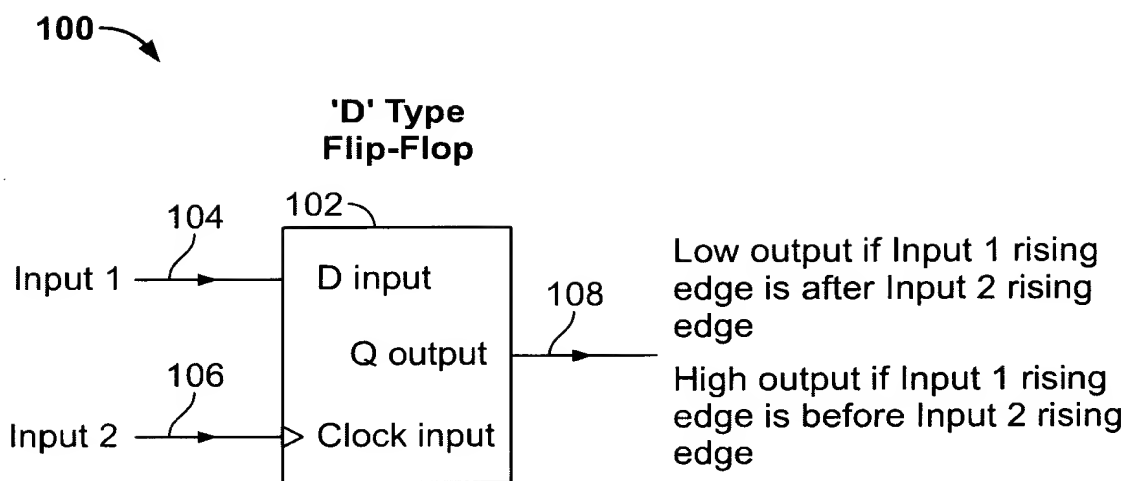 100
'D' Type
Flip-Flop
102
104
Input 1
D input
108
Q output
106
Input 2
Clock input
Low output if Input 1 rising
edge is after Input 2 rising
edge
High output if Input 1 rising
edge is before Input 2 rising
edge